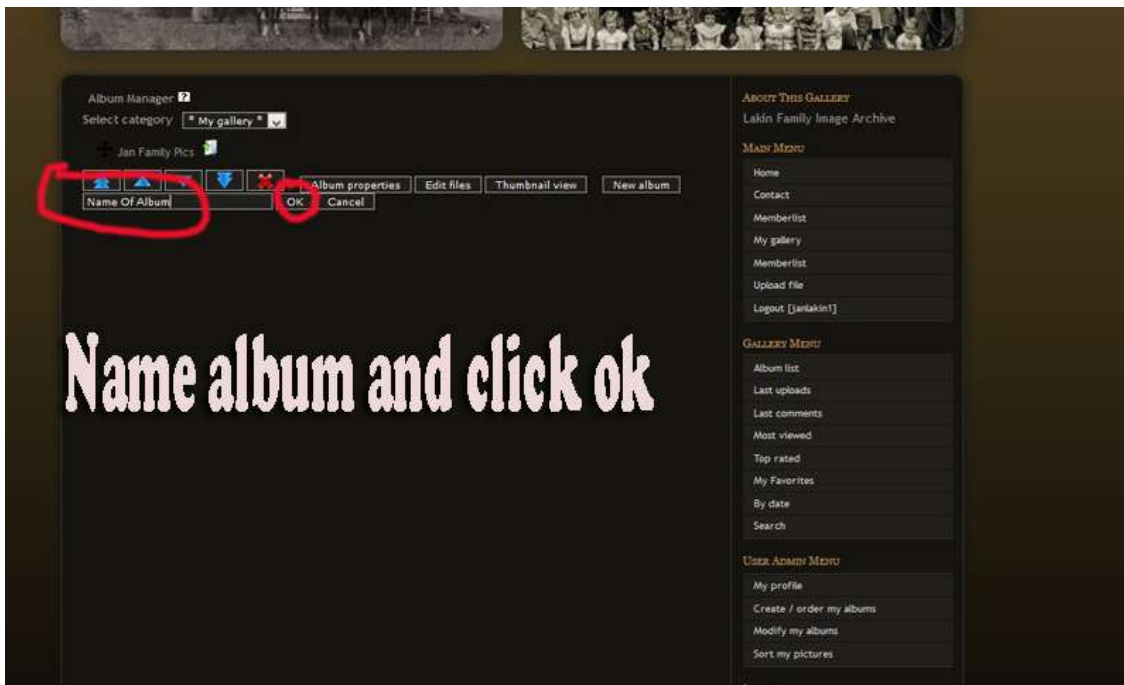 Album Manager ?
Select category * My gallery *
Jan Family Pics
Album properties Edit files Thumbnail view New album
Name Of Album OK Cancel
Name album and click ok
About This Gallery
Lakin Family Image Archive
Main Menu
Home
Contact
Memberlist
My gallery
Memberlist
Upload file
Logout [janlakin1]
Gallery Menu
Album list
Last uploads
Last comments
Most viewed
Top rated
My Favorites
By date
Search
User Admin Menu
My profile
Create / order my albums
Modify my albums
Sort my pictures